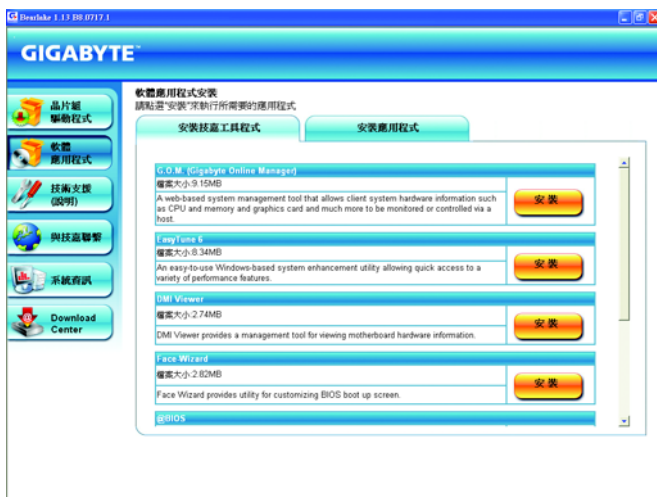 Bearlake 1.13 B8.0717.1
GIGABYTE™
晶片組
驅動程式
軟體
應用程式
技術支援
(說明)
與技嘉聯繫
系統資訊
Download
Center
軟體應用程式安裝
請點選"安裝"來執行所需要的應用程式
安裝技嘉工具程式
安裝應用程式
G.O.M. (Gigabyte Online Manager)
檔案大小:9.15MB
A web-based system management tool that allows client system hardware information such
as CPU and memory and graphics card and much more to be monitored or controlled via a
host.
安裝
EasyTune 6
檔案大小:8.34MB
An easy-to-use Windows-based system enhancement utility allowing quick access to a
variety of performance features.
安裝
DMI Viewer
檔案大小:2.74MB
DMI Viewer provides a management tool for viewing motherboard hardware information.
安裝
Face Wizard
檔案大小:2.82MB
Face Wizard provides utility for customizing BIOS boot up screen.
安裝
@BIOS